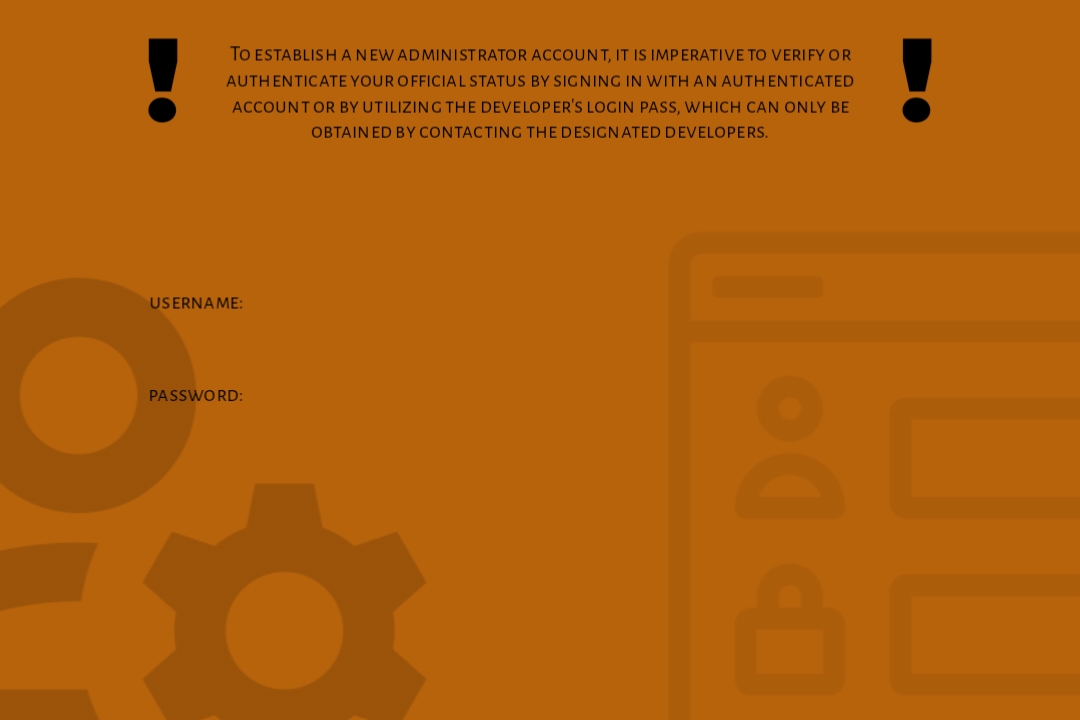 To establish a new administrator account, it is imperative to verify or
authenticate your official status by signing in with an authenticated
account or by utilizing the developer's login pass, which can only be
obtained by contacting the designated developers.
username:
password: